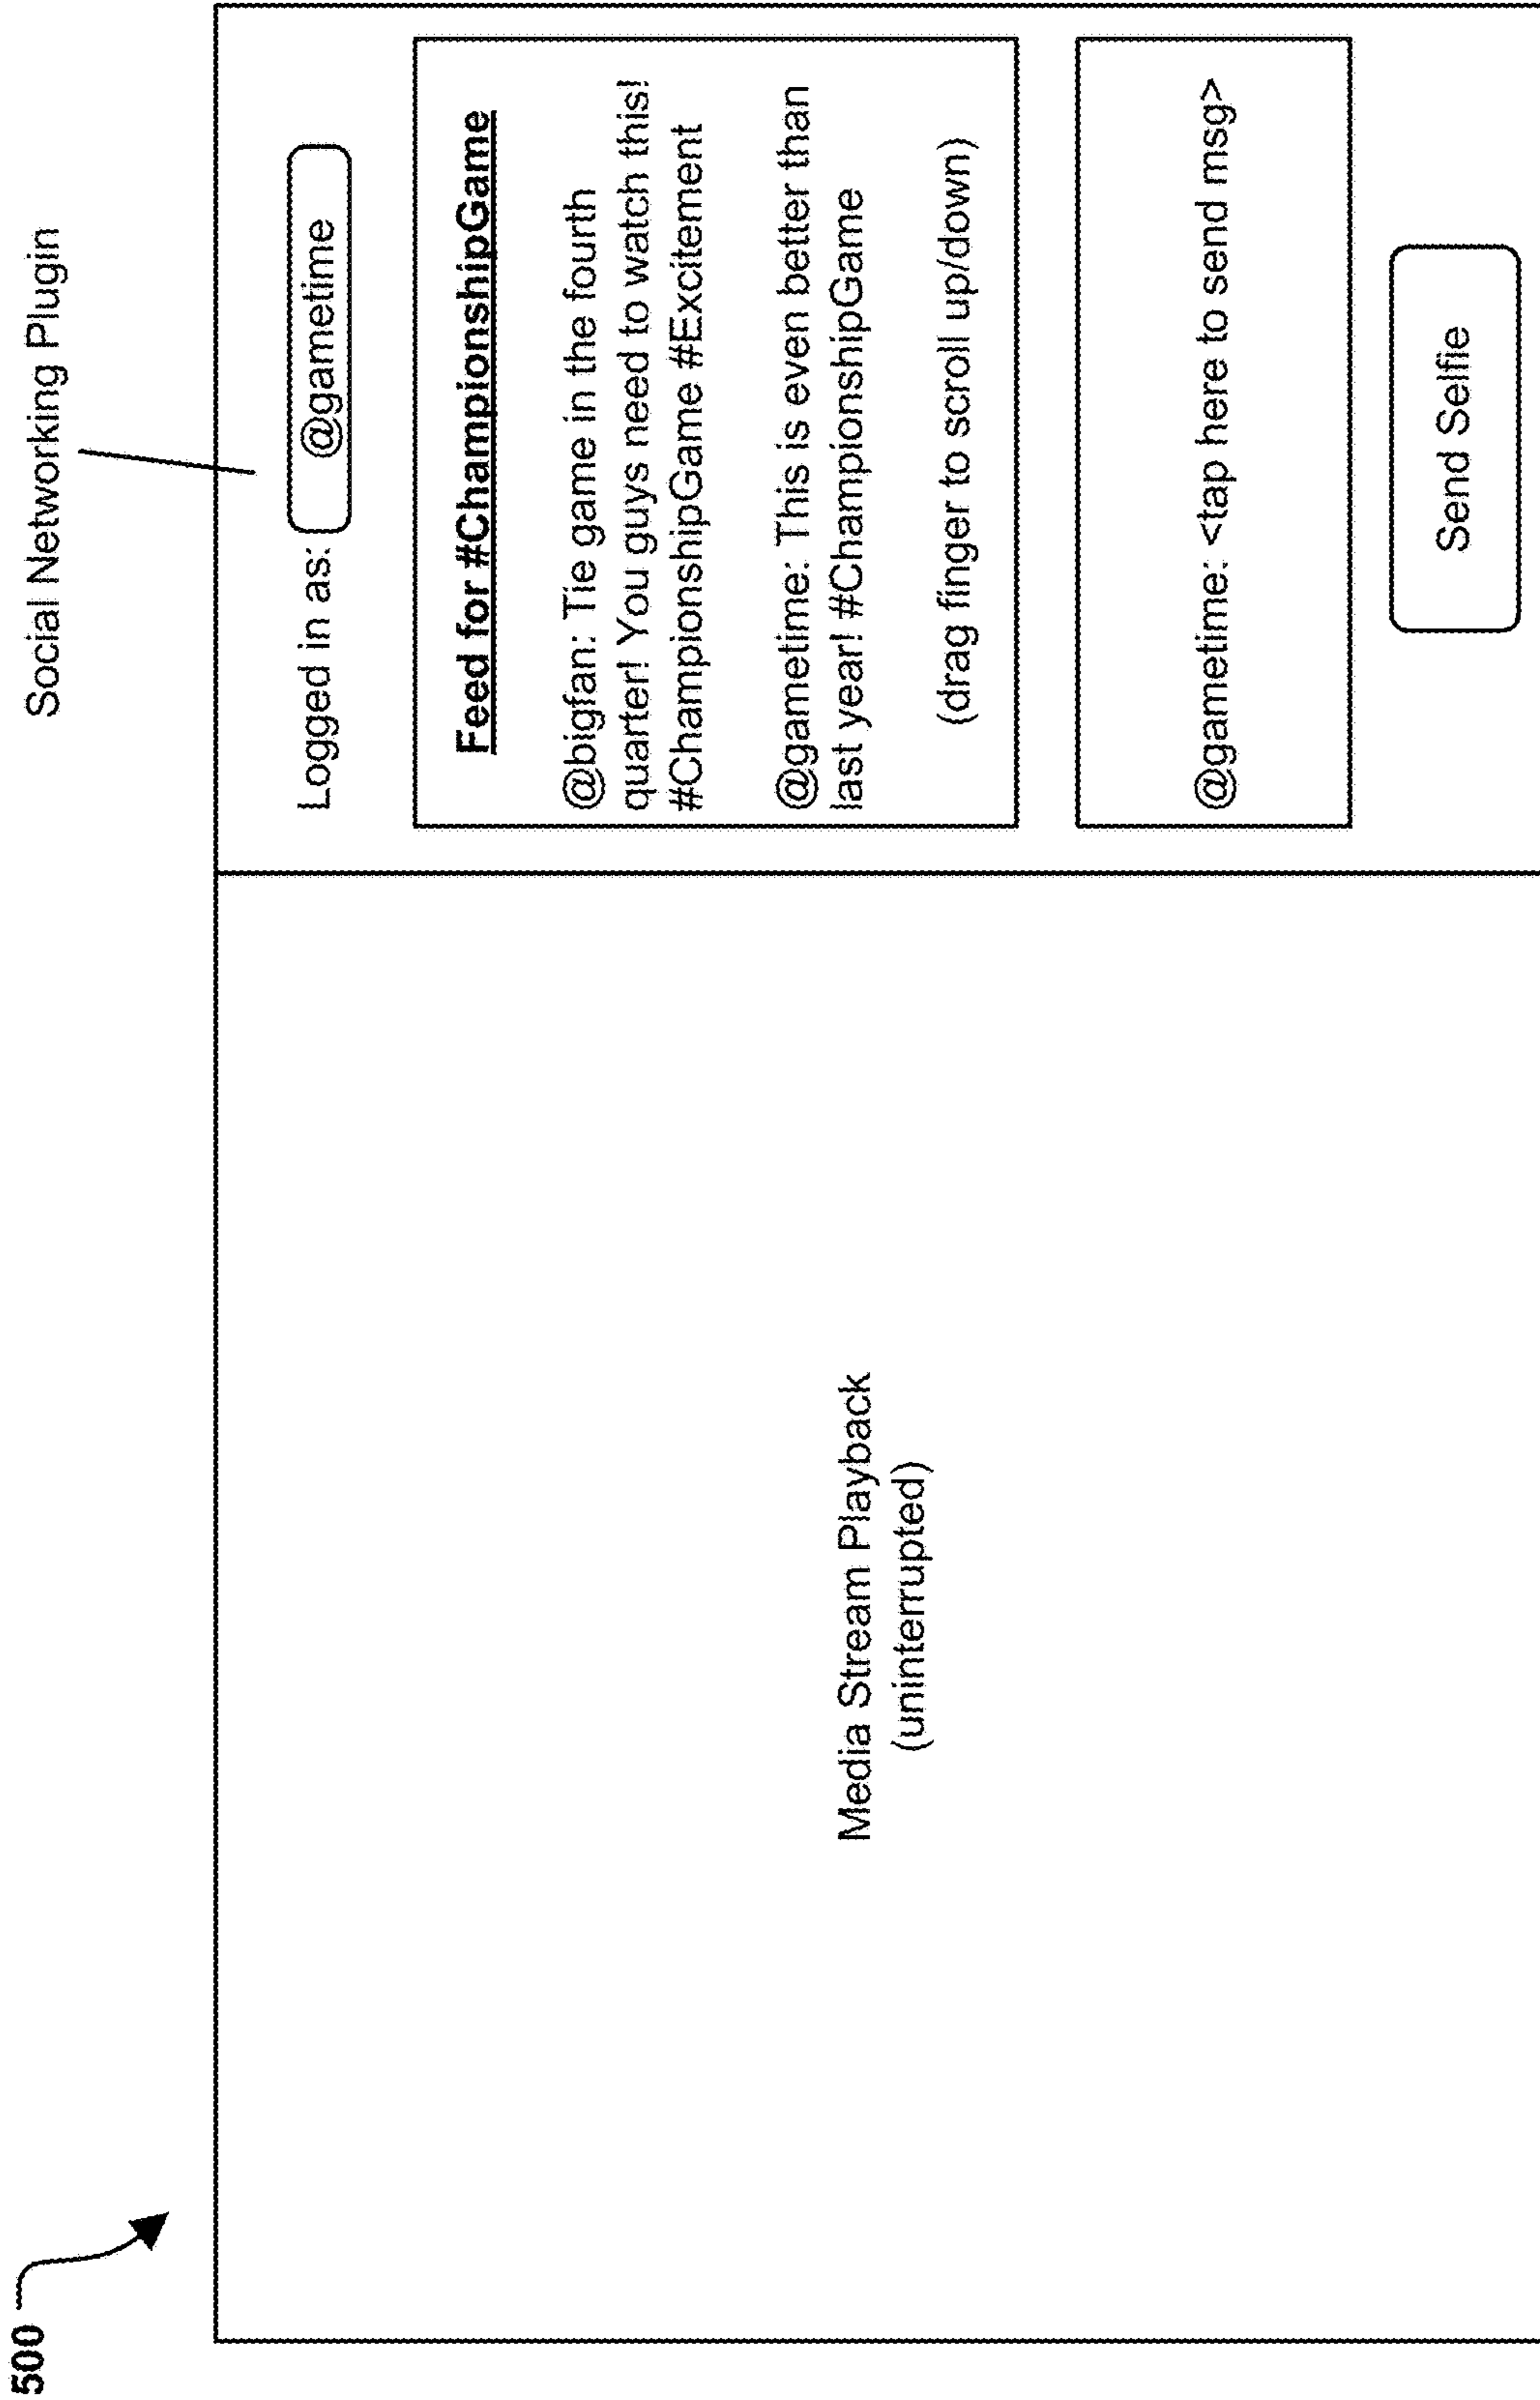 500
Social Networking Plugin
Media Stream Playback
(uninterrupted)
Logged in as: @gametime
Feed for #ChampionshipGame
@bigfan: Tie game in the fourth
quarter! You guys need to watch this!
#ChampionshipGame #Excitement
@gametime: This is even better than
last year! #ChampionshipGame
(drag finger to scroll up/down)
@gametime: <tap here to send msg>
Send Selfie